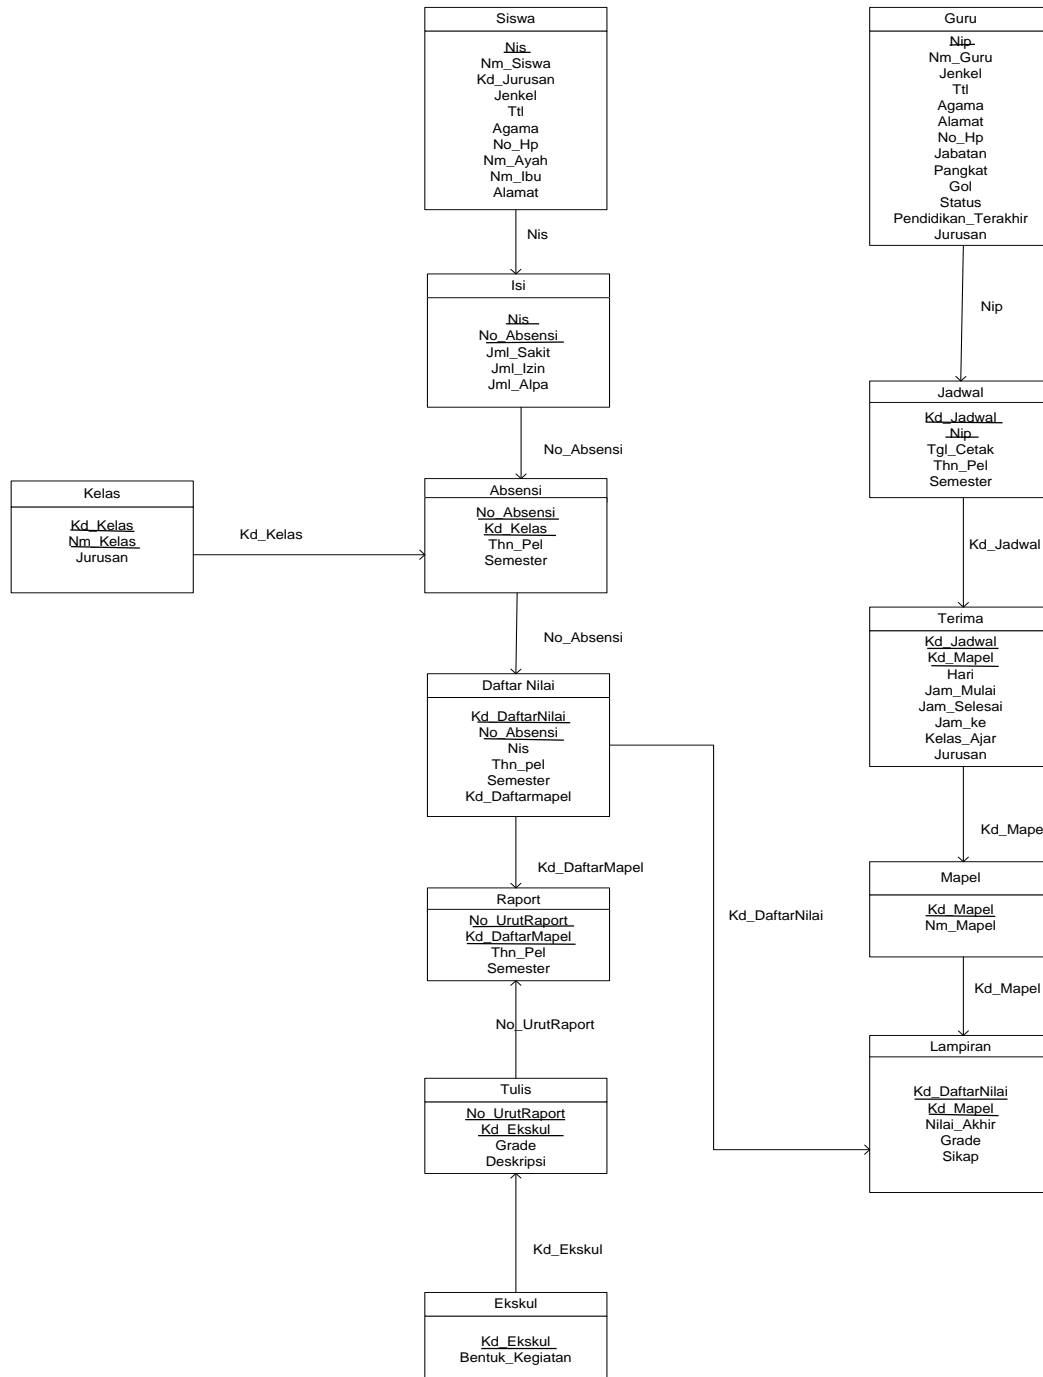 Siswa
Nis
Nm_Siswa
Kd_Jurusan
Jenkel
Ttl
Agama
No_Hp
Nm_Ayah
Nm_Ibu
Alamat
Nis
Isi
Nis
No_Absensi
Jml_Sakit
Jml_Izin
Jml_Alpa
No_Absensi
Kelas
Kd_Kelas
Nm_Kelas
Jurusan
Kd_Kelas
Absensi
No_Absensi
Kd_Kelas
Thn_Pel
Semester
No_Absensi
Daftar Nilai
Kd_DaftarNilai
No_Absensi
Nis
Thn_pel
Semester
Kd_Daftarmapel
Kd_DaftarMapel
Kd_DaftarNilai
Raport
No_UrutRaport
Kd_DaftarMapel
Thn_Pel
Semester
No_UrutRaport
Tulis
No_UrutRaport
Kd_Ekskul
Grade
Deskripsi
Kd_Ekskul
Ekskul
Kd_Ekskul
Bentuk_Kegiatan
Guru
Nip
Nm_Guru
Jenkel
Ttl
Agama
Alamat
No_Hp
Jabatan
Pangkat
Gol
Status
Pendidikan_Terakhir
Jurusan
Nip
Jadwal
Kd_Jadwal
Nip
Tgl_Cetak
Thn_Pel
Semester
Kd_Jadwal
Terima
Kd_Jadwal
Kd_Mapel
Hari
Jam_Mulai
Jam_Selesai
Jam_ke
Kelas_Ajar
Jurusan
Kd_Mape
Mapel
Kd_Mapel
Nm_Mapel
Kd_Mapel
Lampiran
Kd_DaftarNilai
Kd_Mapel
Nilai_Akhir
Grade
Sikap